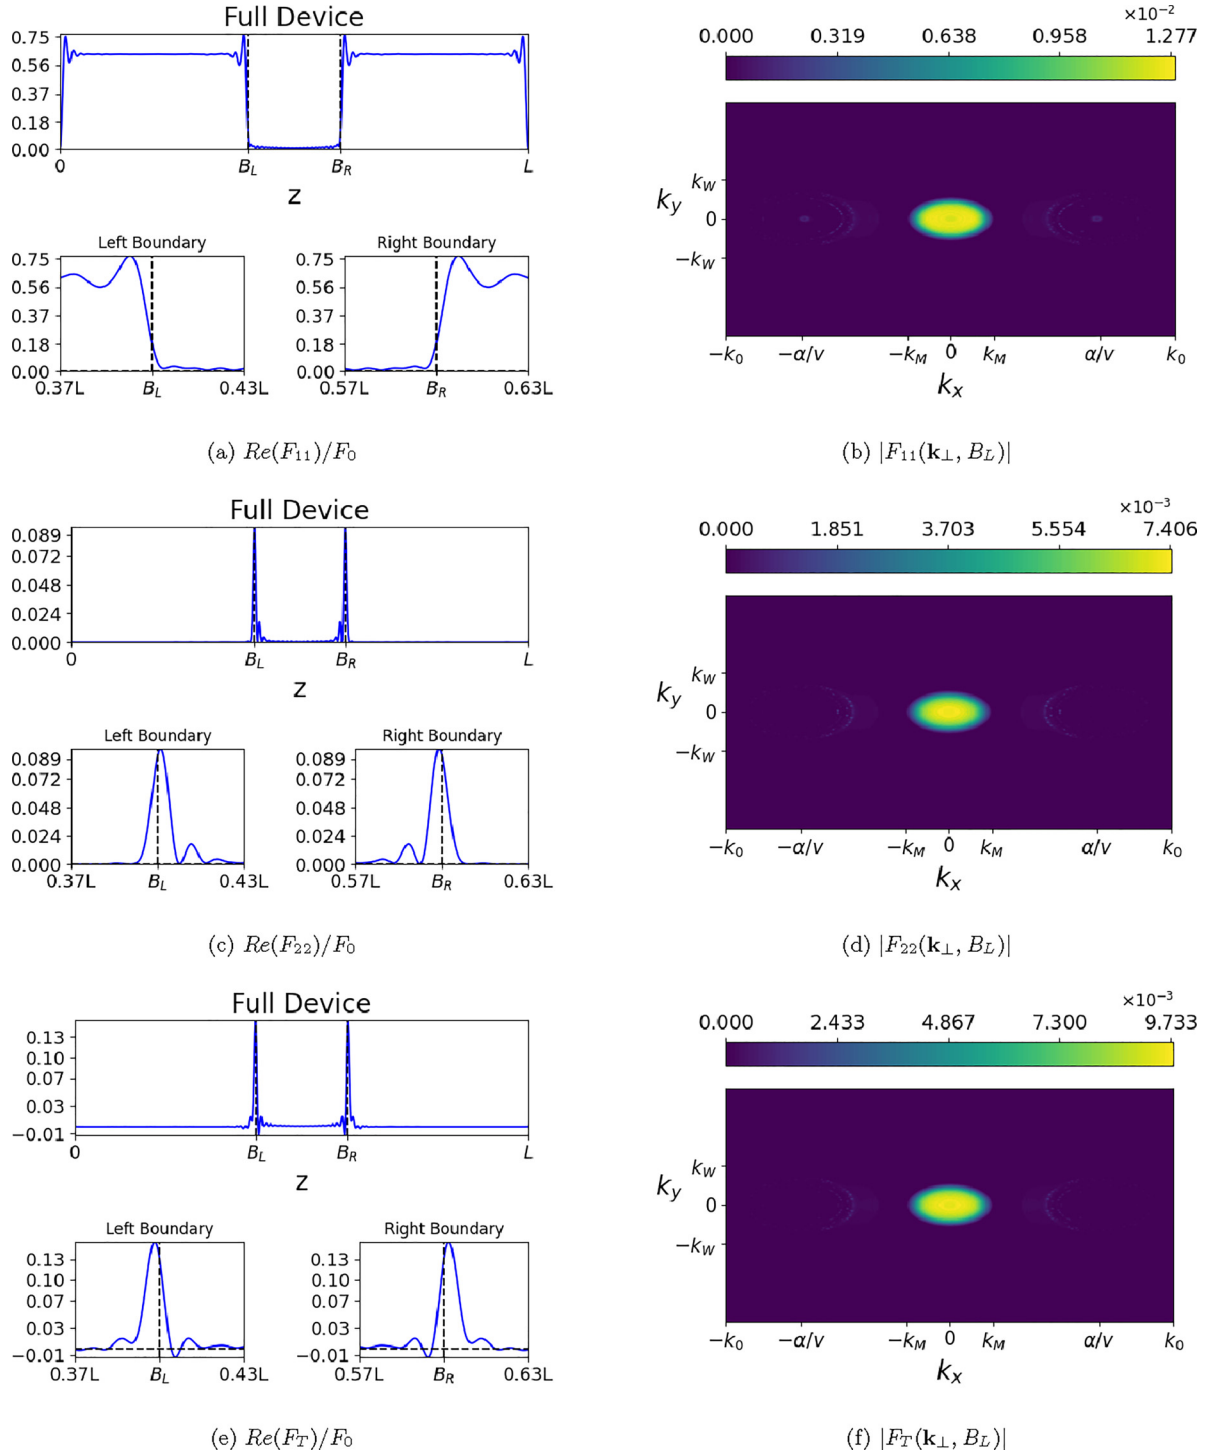 Full Device
0.75
0.56
0.37
0.18
0.00
0 B_L B_R L
z
Left Boundary
0.75
0.56
0.37
0.18
0.00
0.37L B_L 0.43L
Right Boundary
0.75
0.56
0.37
0.18
0.00
0.57L B_R 0.63L
(a) Re(F_{11})/F_0
×10^{-2}
0.000 0.319 0.638 0.958 1.277
k_y
k_W
0
−k_W
−k_0 −α/v −k_M 0 k_M α/v k_0
k_x
(b) |F_{11}(k_⊥, B_L)|
Full Device
0.089
0.072
0.048
0.024
0.000
0 B_L B_R L
z
Left Boundary
0.089
0.072
0.048
0.024
0.000
0.37L B_L 0.43L
Right Boundary
0.089
0.072
0.048
0.024
0.000
0.57L B_R 0.63L
(c) Re(F_{22})/F_0
×10^{-3}
0.000 1.851 3.703 5.554 7.406
k_y
k_W
0
−k_W
−k_0 −α/v −k_M 0 k_M α/v k_0
k_x
(d) |F_{22}(k_⊥, B_L)|
Full Device
0.13
0.10
0.07
0.03
−0.01
0 B_L B_R L
z
Left Boundary
0.13
0.10
0.07
0.03
−0.01
0.37L B_L 0.43L
Right Boundary
0.13
0.10
0.07
0.03
−0.01
0.57L B_R 0.63L
(e) Re(F_T)/F_0
×10^{-3}
0.000 2.433 4.867 7.300 9.733
k_y
k_W
0
−k_W
−k_0 −α/v −k_M 0 k_M α/v k_0
k_x
(f) |F_T(k_⊥, B_L)|